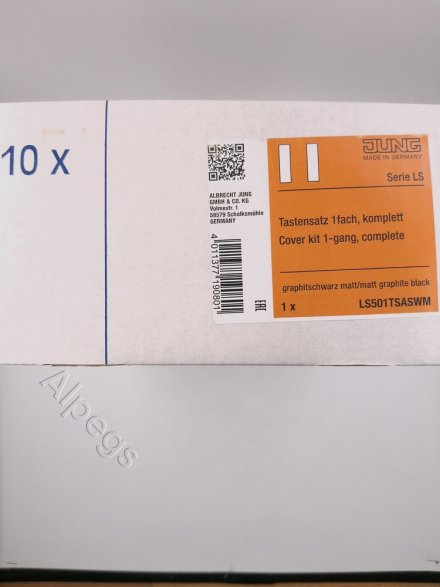 10 x
ALBRECHT JUNG
GMBH & CO. KG
Volmestr. 1
58579 Schalksmühle
GERMANY
4 011377 190801
EAC
JUNG
MADE IN GERMANY
Serie LS
Tastensatz 1fach, komplett
Cover kit 1-gang, complete
graphitschwarz matt/matt graphite black
1 x LS501TSASWM
Alpegs